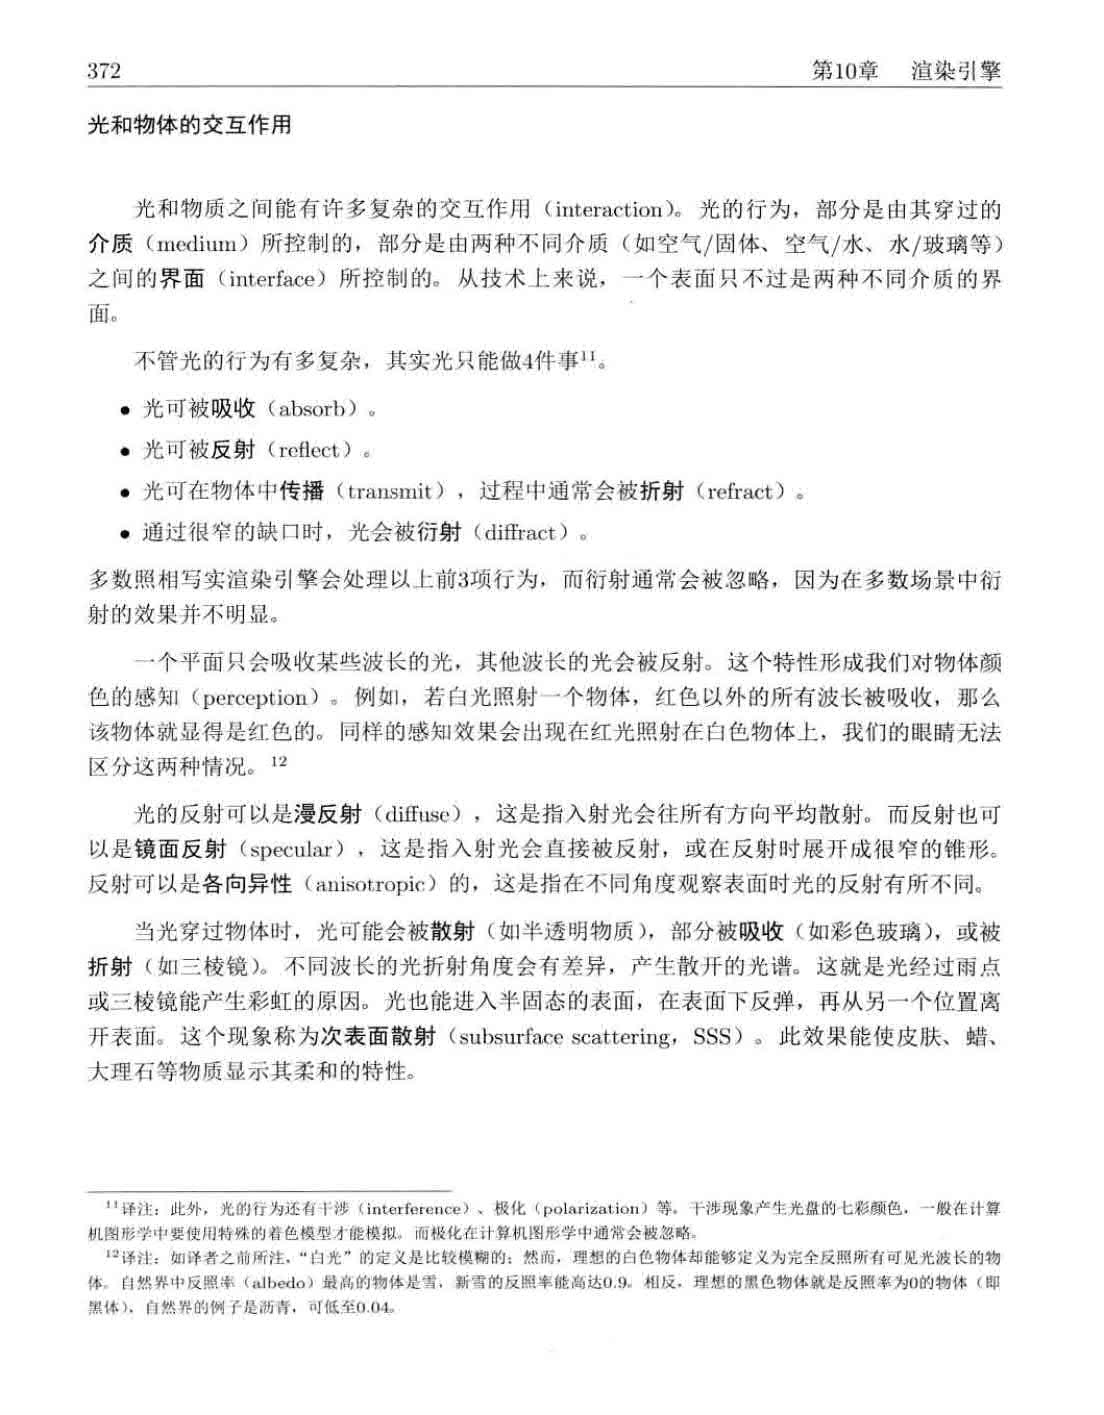 372
第10章 渲染引擎
光和物体的交互作用
光和物质之间能有许多复杂的交互作用（interaction）。光的行为，部分是由其穿过的
介质（medium）所控制的，部分是由两种不同介质（如空气/固体、空气/水、水/玻璃等）
之间的界面（interface）所控制的。从技术上来说，一个表面只不过是两种不同介质的界
面。
不管光的行为有多复杂，其实光只能做4件事11。
● 光可被吸收（absorb）。
● 光可被反射（reflect）。
● 光可在物体中传播（transmit），过程中通常会被折射（refract）。
● 通过很窄的缺口时，光会被衍射（diffract）。
多数照相写实渲染引擎会处理以上前3项行为，而衍射通常会被忽略，因为在多数场景中衍
射的效果并不明显。
一个平面只会吸收某些波长的光，其他波长的光会被反射。这个特性形成我们对物体颜
色的感知（perception）。例如，若白光照射一个物体，红色以外的所有波长被吸收，那么
该物体就显得是红色的。同样的感知效果会出现在红光照射在白色物体上，我们的眼睛无法
区分这两种情况。12
光的反射可以是漫反射（diffuse），这是指入射光会往所有方向平均散射。而反射也可
以是镜面反射（specular），这是指入射光会直接被反射，或在反射时展开成很窄的锥形。
反射可以是各向异性（anisotropic）的，这是指在不同角度观察表面时光的反射有所不同。
当光穿过物体时，光可能会被散射（如半透明物质），部分被吸收（如彩色玻璃），或被
折射（如三棱镜）。不同波长的光折射角度会有差异，产生散开的光谱。这就是光经过雨点
或三棱镜能产生彩虹的原因。光也能进入半固态的表面，在表面下反弹，再从另一个位置离
开表面。这个现象称为次表面散射（subsurface scattering，SSS）。此效果能使皮肤、蜡、
大理石等物质显示其柔和的特性。
11译注：此外，光的行为还有干涉（interference）、极化（polarization）等。干涉现象产生光盘的七彩颜色，一般在计算
机图形学中要使用特殊的着色模型才能模拟。而极化在计算机图形学中通常会被忽略。
12译注：如译者之前所注，“白光”的定义是比较模糊的；然而，理想的白色物体却能够定义为完全反照所有可见光波长的物
体。自然界中反照率（albedo）最高的物体是雪，新雪的反照率能高达0.9。相反，理想的黑色物体就是反照率为0的物体（即
黑体），自然界的例子是沥青，可低至0.04。